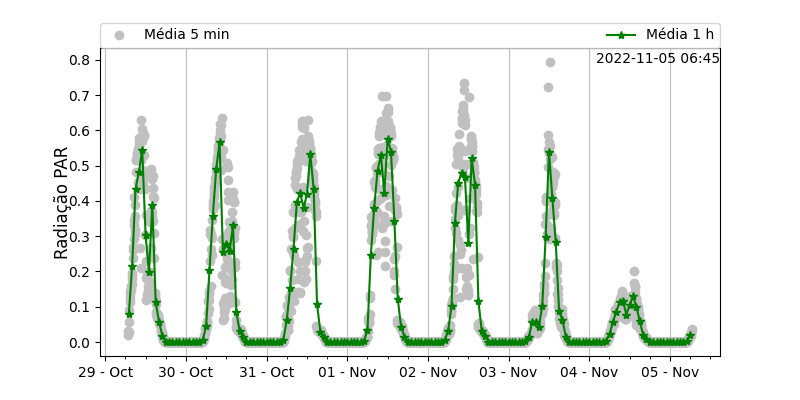 Média 5 min
Média 1 h
2022-11-05 06:45
Radiação PAR
0.8
0.7
0.6
0.5
0.4
0.3
0.2
0.1
0.0
29 - Oct
30 - Oct
31 - Oct
01 - Nov
02 - Nov
03 - Nov
04 - Nov
05 - Nov